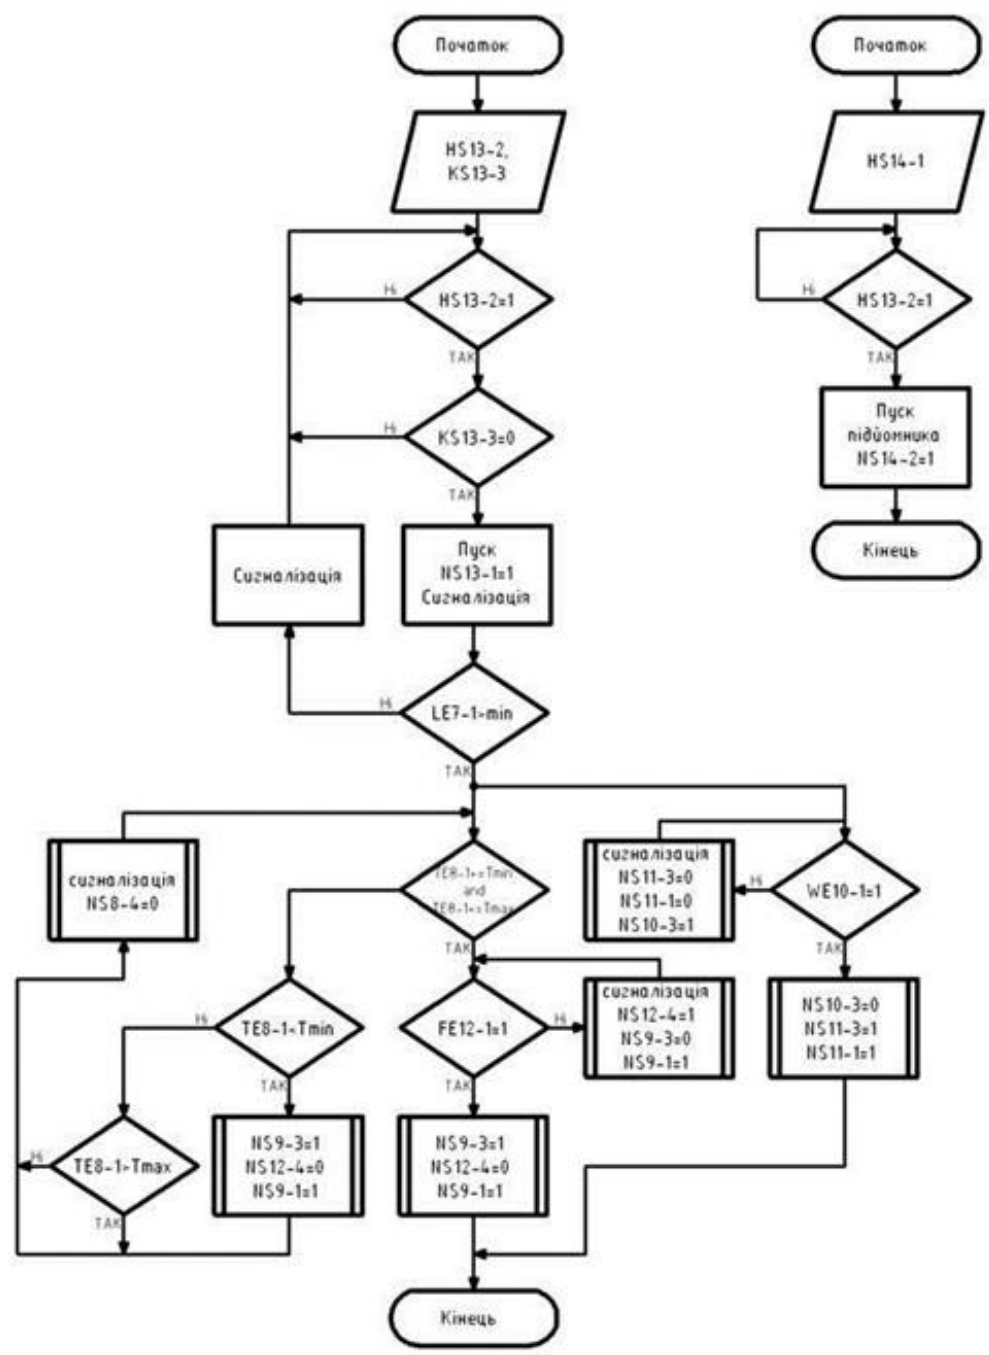 Початок
HS13-2,
KS13-3
Ні
HS13-2=1
ТАК
Ні
KS13-3=0
ТАК
Сигналізація
Пуск
NS13-1=1
Сигналізація
Ні
LE7-1>min
ТАК
сигналізація
NS8-4=0
TE8-1<=Tmin
and
TE8-1<=Tmax
ТАК
сигналізація
NS11-3=0
NS11-1=0
NS10-3=1
Ні
WE10-1=1
ТАК
Ні
TE8-1<Tmin
ТАК
FE12-1=1
Ні
ТАК
сигналізація
NS12-4=1
NS9-3=0
NS9-1=1
NS10-3=0
NS11-3=1
NS11-1=1
Ні
TE8-1>Tmax
ТАК
NS9-3=1
NS12-4=0
NS9-1=1
NS9-3=1
NS12-4=0
NS9-1=1
Кінець
Початок
HS14-1
Ні
HS13-2=1
ТАК
Пуск
підйомника
NS14-2=1
Кінець